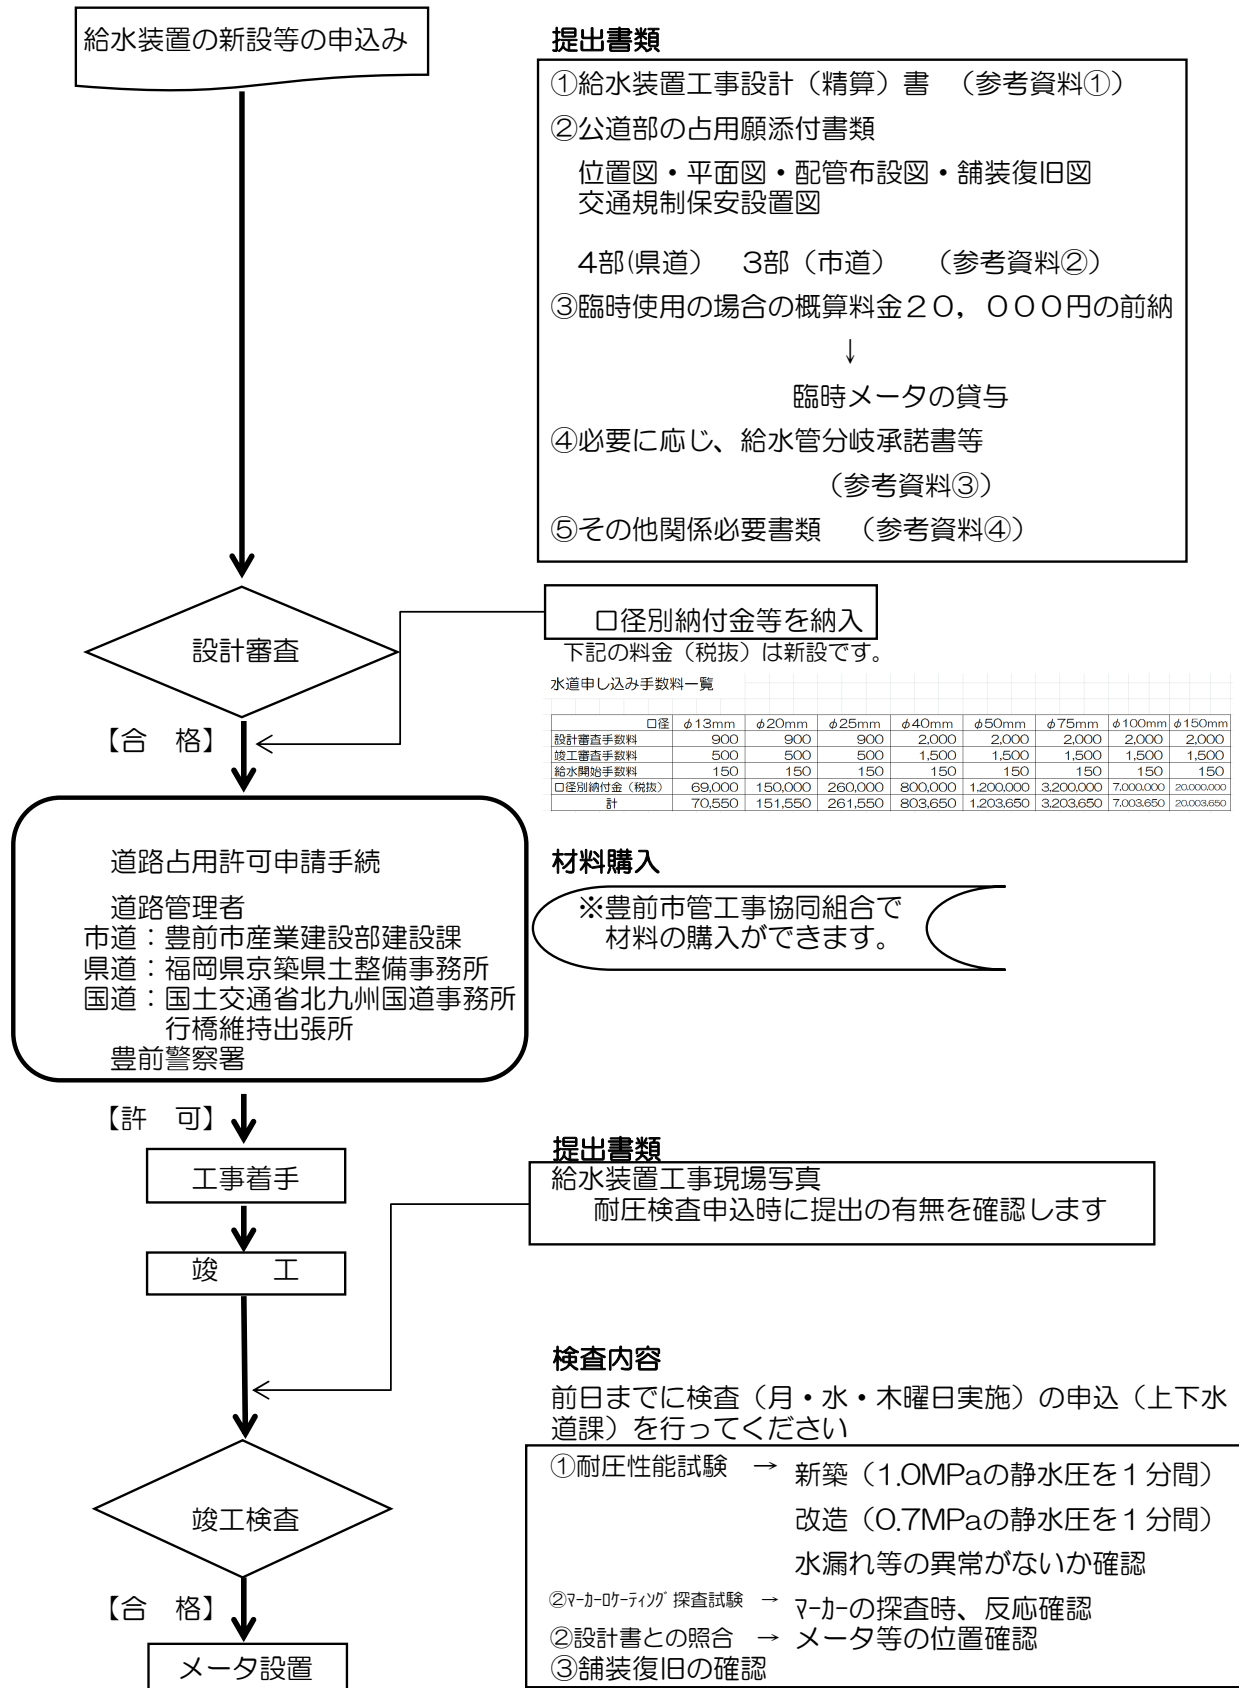 給水装置の新設等の申込み
提出書類
①給水装置工事設計（精算）書　（参考資料①）
②公道部の占用願添付書類
位置図・平面図・配管布設図・舗装復旧図
交通規制保安設置図
4部(県道)　3部（市道）　（参考資料②）
③臨時使用の場合の概算料金２０，０００円の前納
↓
臨時メータの貸与
④必要に応じ、給水管分岐承諾書等
（参考資料③）
⑤その他関係必要書類　（参考資料④）
設計審査
口径別納付金等を納入
下記の料金（税抜）は新設です。
水道申し込み手数料一覧
口径 φ13mm φ20mm φ25mm φ40mm φ50mm φ75mm φ100mm φ150mm
設計審査手数料 900 900 900 2,000 2,000 2,000 2,000 2,000
竣工審査手数料 500 500 500 1,500 1,500 1,500 1,500 1,500
給水開始手数料 150 150 150 150 150 150 150 150
口径別納付金（税抜） 69,000 150,000 260,000 800,000 1,200,000 3,200,000 7,000,000 20,000,000
計 70,550 151,550 261,550 803,650 1,203,650 3,203,650 7,003,650 20,003,650
【合　格】
道路占用許可申請手続
道路管理者
市道：豊前市産業建設部建設課
県道：福岡県京築県土整備事務所
国道：国土交通省北九州国道事務所
行橋維持出張所
豊前警察署
材料購入
※豊前市管工事協同組合で
材料の購入ができます。
【許　可】
工事着手
提出書類
給水装置工事現場写真
耐圧検査申込時に提出の有無を確認します
竣　工
検査内容
前日までに検査（月・水・木曜日実施）の申込（上下水
道課）を行ってください
①耐圧性能試験　→　新築（1.0MPaの静水圧を１分間）
改造（0.7MPaの静水圧を１分間）
水漏れ等の異常がないか確認
②ﾏｰｶｰﾛｹｰﾃｨﾝｸﾞ探査試験　→　ﾏｰｶｰの探査時、反応確認
②設計書との照合　→　メータ等の位置確認
③舗装復旧の確認
竣工検査
【合　格】
メータ設置